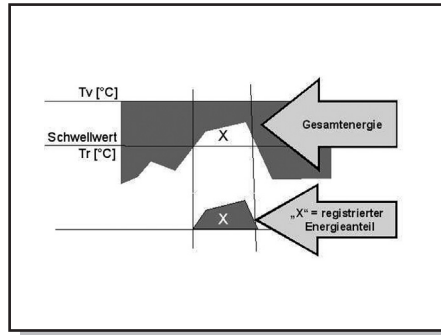 Tv [°C]
Gesamtenergie
Schwellwert
X
Tr [°C]
X
„X“ = registrierter
Energieanteil